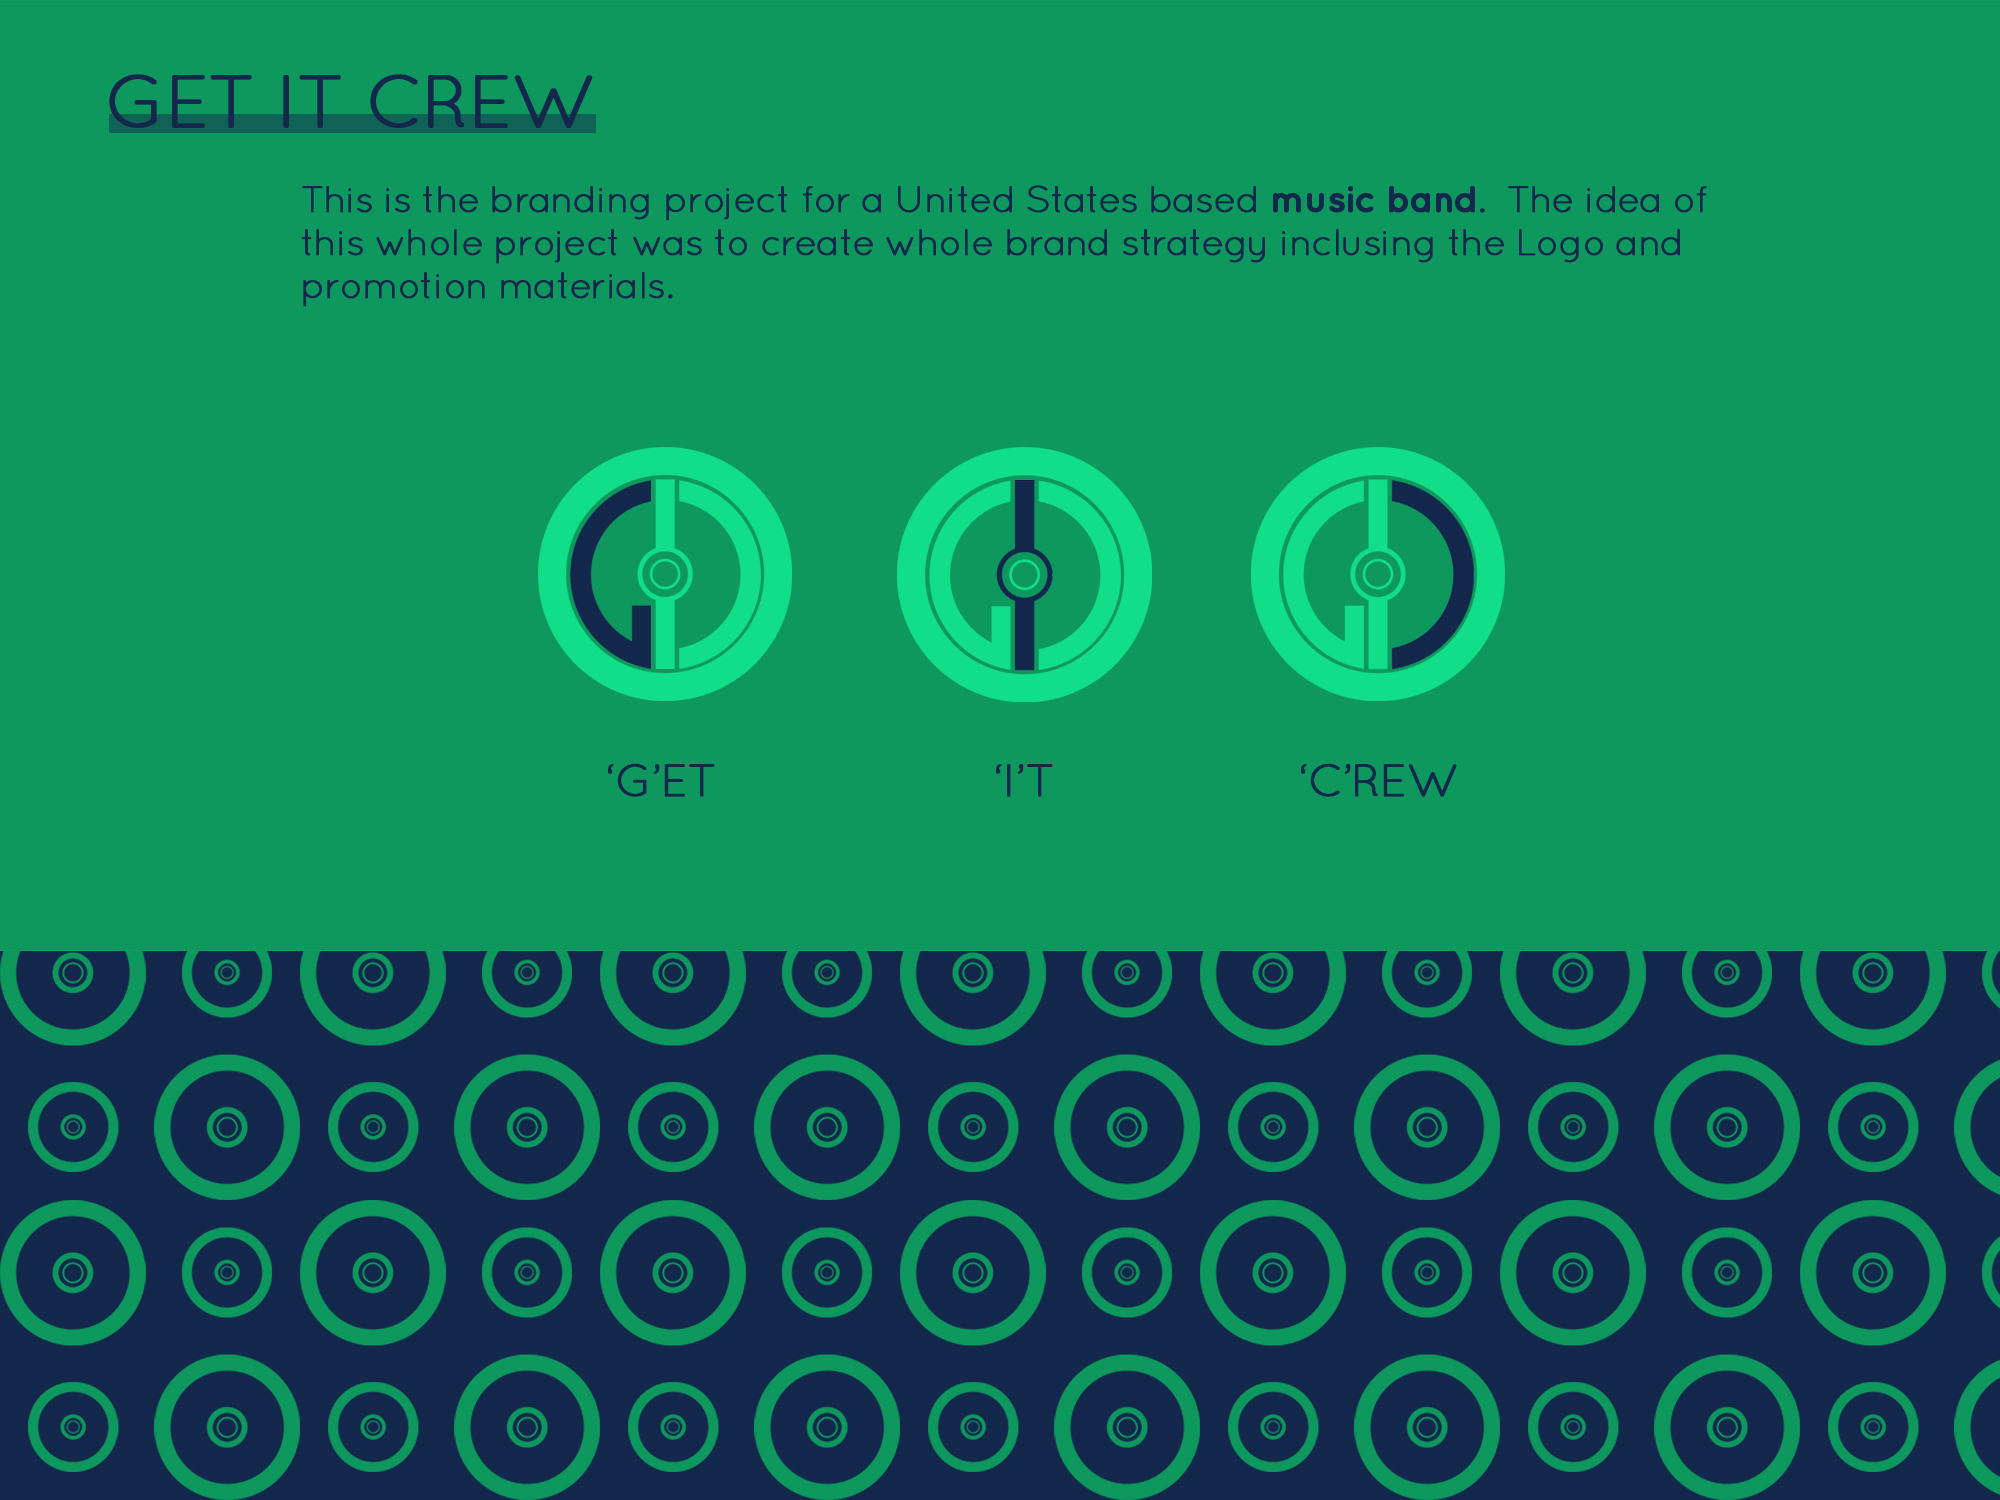 GET IT CREW
This is the branding project for a United States based music band.  The idea of
this whole project was to create whole brand strategy inclusing the Logo and
promotion materials.
‘G’ET
‘I’T
‘C’REW